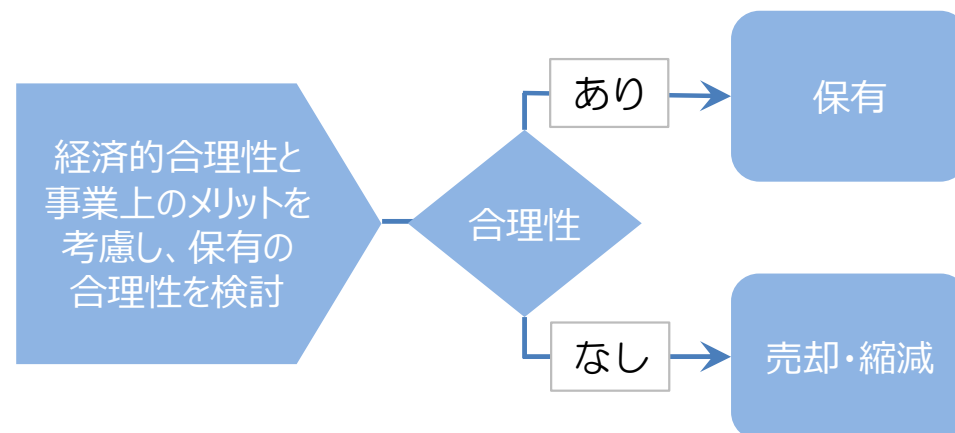 経済的合理性と
事業上のメリットを
考慮し、保有の
合理性を検討
合理性
あり
保有
なし
売却・縮減